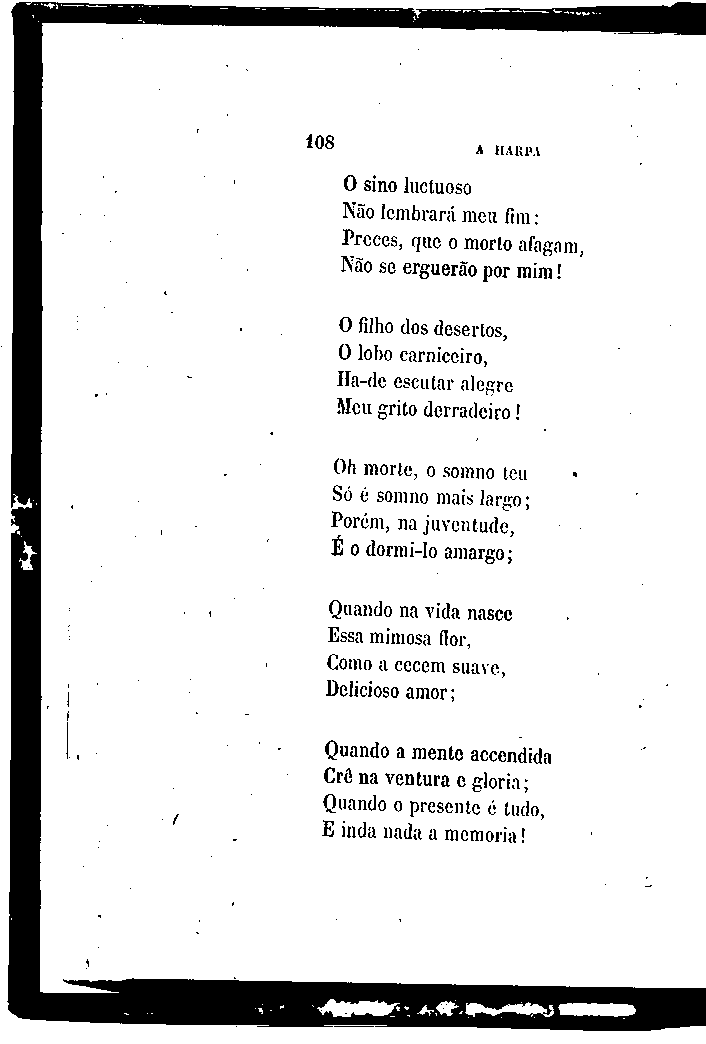 108 A HARPA
O sino luctuoso
Não lembrará meu fim:
Preces, que o morto afagam,
Não se erguerão por mim!
O filho dos desertos,
O lobo carniceiro,
Ha-de escutar alegre
Meu grito derradeiro!
Oh morte, o somno teu
Só é somno mais largo;
Porém, na juventude,
É o dormi-lo amargo;
Quando na vida nasce
Essa mimosa flor,
Como a cecem suave,
Delicioso amor;
Quando a mente accendida
Crê na ventura e gloria;
Quando o presente é tudo,
E inda nada a memoria!